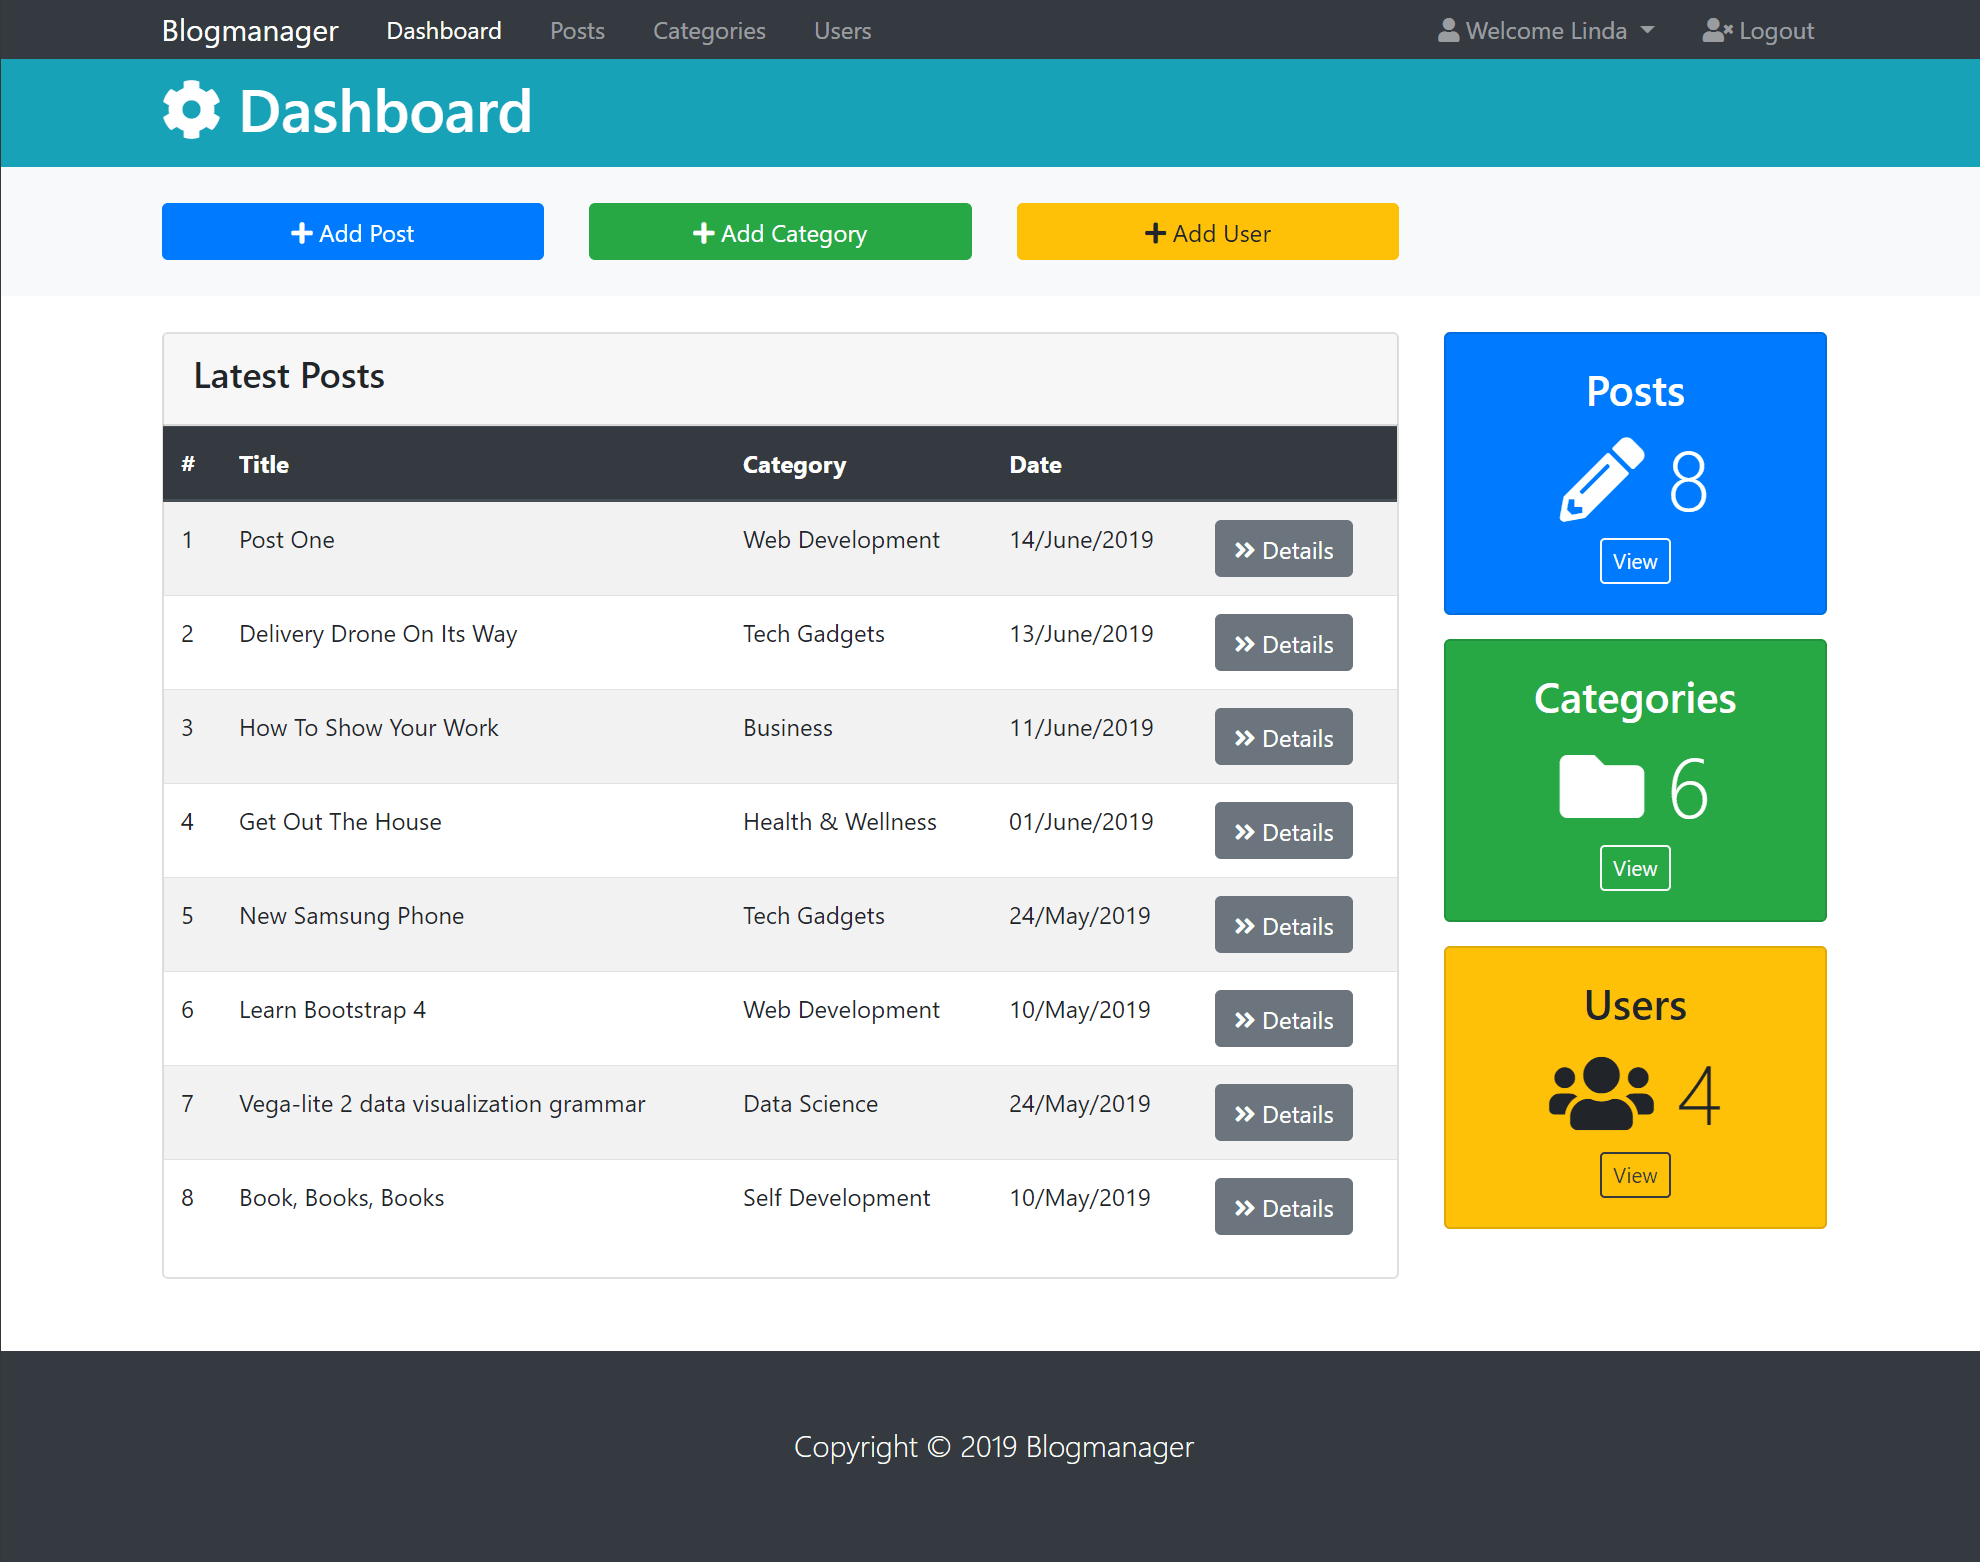 Blogmanager Dashboard Posts Categories Users Welcome Linda Logout
Dashboard
Add Post Add Category Add User
Latest Posts
# Title Category Date
1 Post One Web Development 14/June/2019 Details
2 Delivery Drone On Its Way Tech Gadgets 13/June/2019 Details
3 How To Show Your Work Business 11/June/2019 Details
4 Get Out The House Health & Wellness 01/June/2019 Details
5 New Samsung Phone Tech Gadgets 24/May/2019 Details
6 Learn Bootstrap 4 Web Development 10/May/2019 Details
7 Vega-lite 2 data visualization grammar Data Science 24/May/2019 Details
8 Book, Books, Books Self Development 10/May/2019 Details
Posts
8
View
Categories
6
View
Users
4
View
Copyright © 2019 Blogmanager